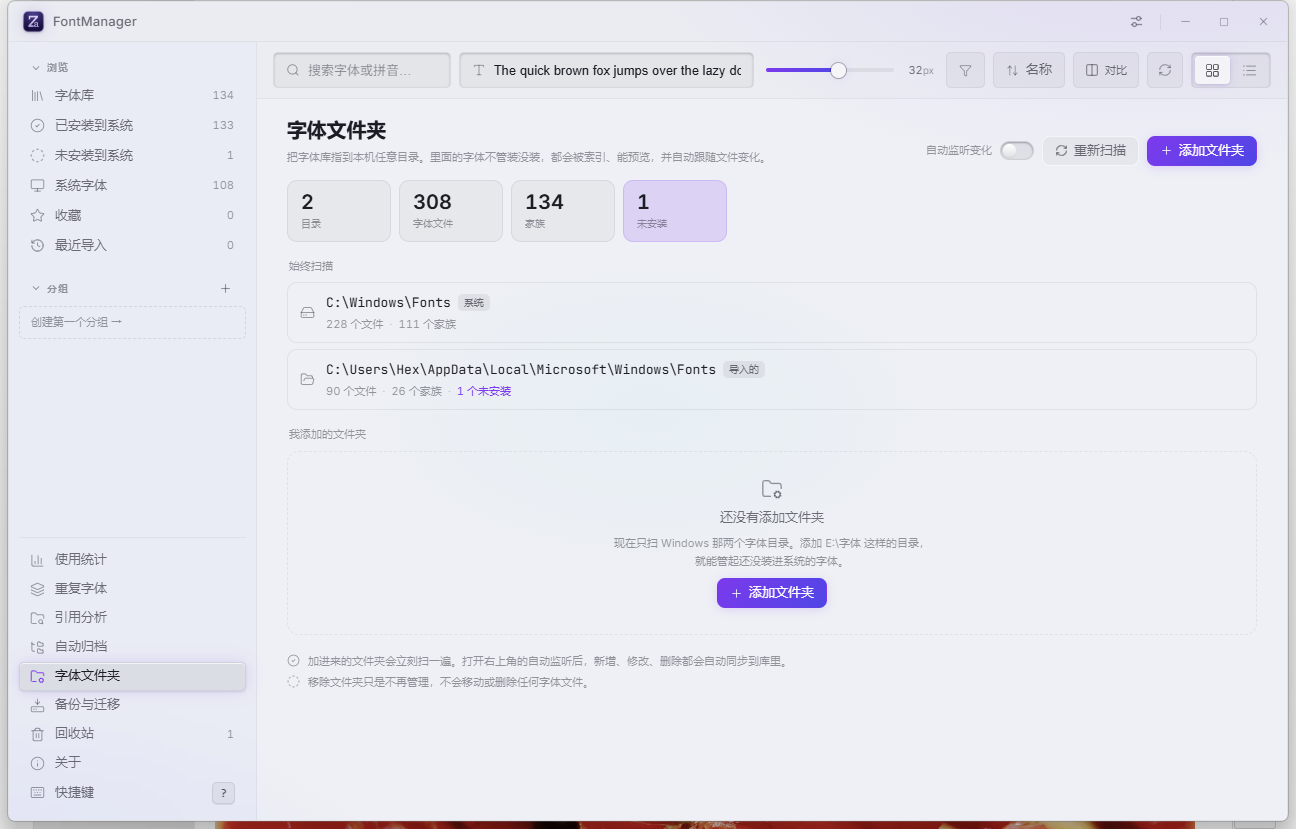 FontManager
浏览
字体库 134
已安装到系统 133
未安装到系统 1
系统字体 108
收藏 0
最近导入 0
分组 +
创建第一个分组 →
使用统计
重复字体
引用分析
自动归档
字体文件夹
备份与迁移
回收站 1
关于
快捷键 ?
搜索字体或拼音...
The quick brown fox jumps over the lazy do
32px
名称
对比
字体文件夹
把字体库指到本机任意目录。里面的字体不管装没装，都会被索引、能预览，并自动跟随文件变化。
自动监听变化
重新扫描
+ 添加文件夹
2
目录
308
字体文件
134
家族
1
未安装
始终扫描
C:\Windows\Fonts 系统
228 个文件 · 111 个家族
C:\Users\Hex\AppData\Local\Microsoft\Windows\Fonts 导入的
90 个文件 · 26 个家族 · 1 个未安装
我添加的文件夹
还没有添加文件夹
现在只扫 Windows 那两个字体目录。添加 E:\字体 这样的目录，
就能管起还没装进系统的字体。
+ 添加文件夹
加进来的文件夹会立刻扫一遍。打开右上角的自动监听后，新增、修改、删除都会自动同步到库里。
移除文件夹只是不再管理，不会移动或删除任何字体文件。